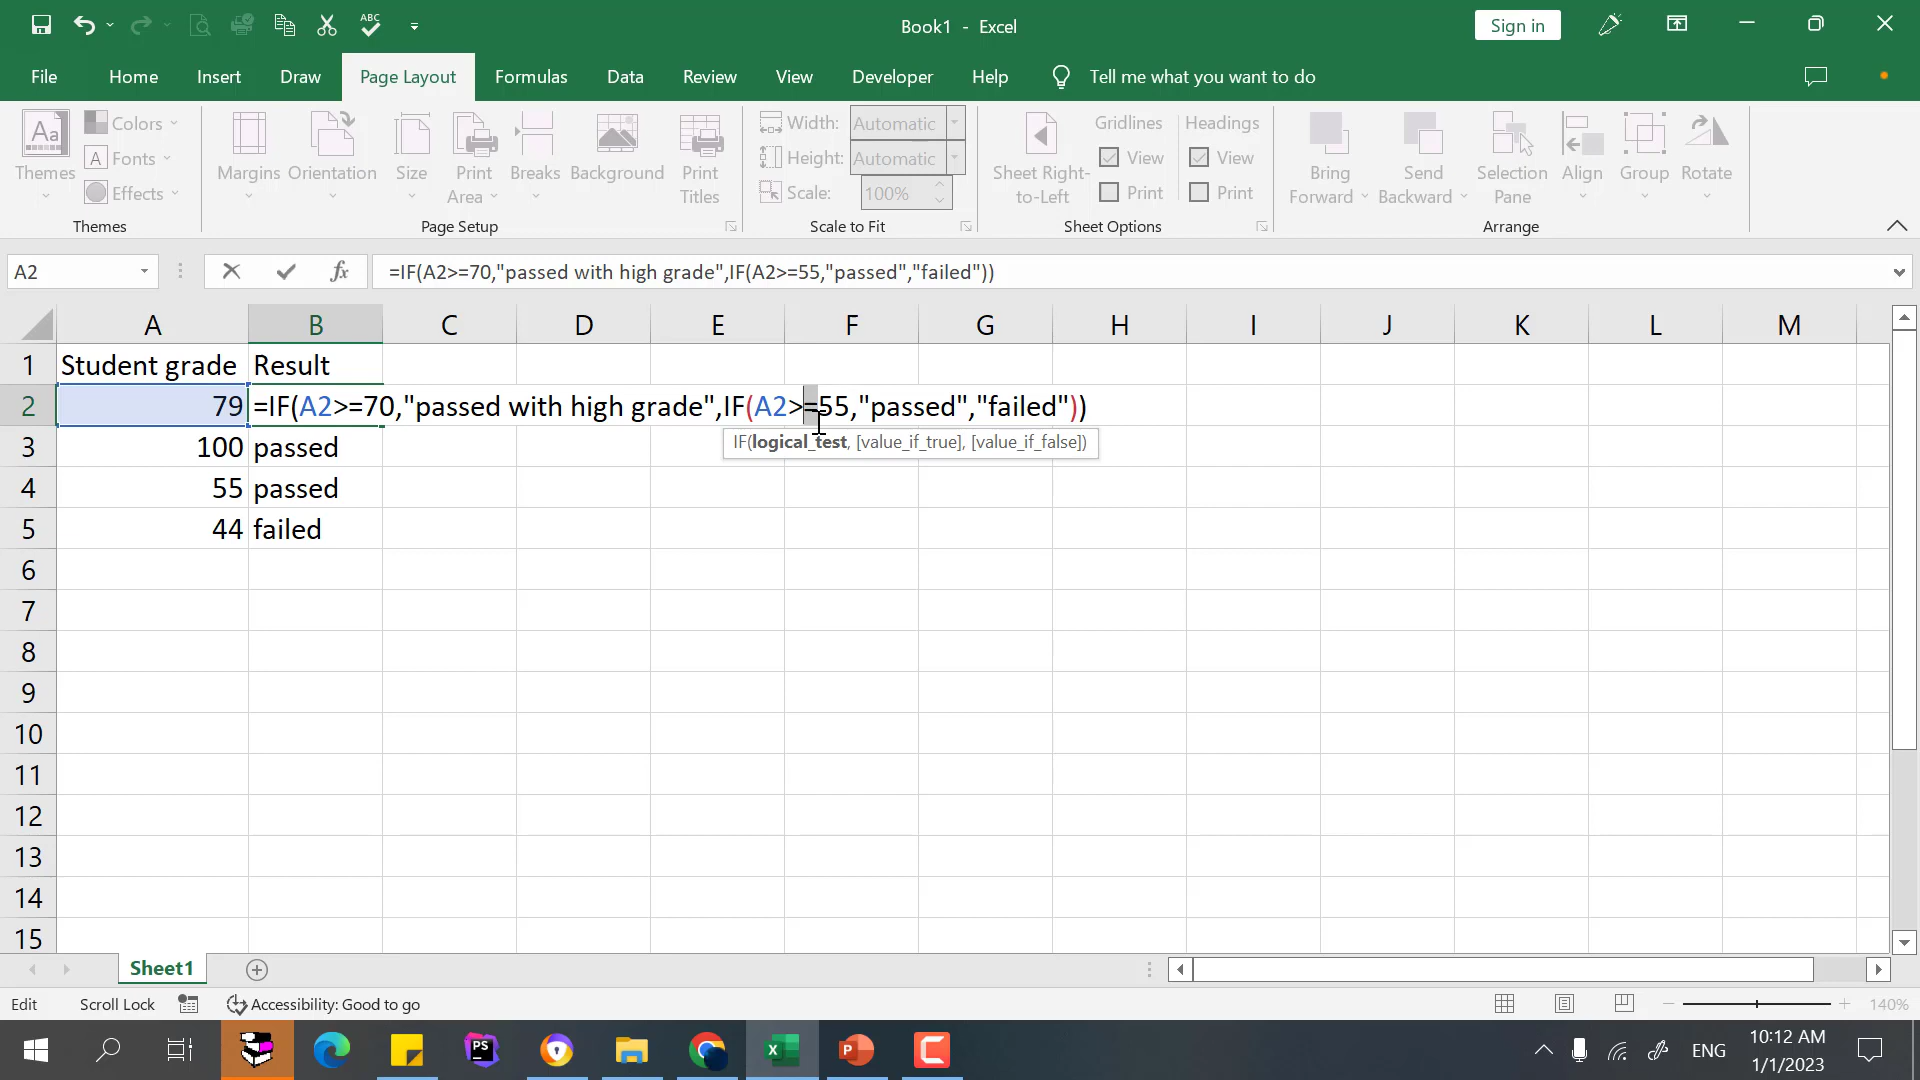 ABC
Book1 - Excel
Sign in
File Home Insert Draw Page Layout Formulas Data Review View Developer Help Tell me what you want to do
Aa
Themes
Colors
A Fonts
Effects
Themes
Margins
Orientation
Size
Print Area
Breaks
Background
Print Titles
Page Setup
Width: Automatic
Height: Automatic
Scale: 100%
Scale to Fit
Sheet Right-to-Left
Gridlines
View
Print
Headings
View
Print
Sheet Options
Bring Forward
Send Backward
Selection Pane
Align
Group
Rotate
Arrange
A2 fx =IF(A2>=70,"passed with high grade",IF(A2>=55,"passed","failed"))
A B C D E F G H I J K L M
1 Student grade Result
2 79 =IF(A2>=70,"passed with high grade",IF(A2>=55,"passed","failed"))
IF(logical_test, [value_if_true], [value_if_false])
3 100 passed
4 55 passed
5 44 failed
6
7
8
9
10
11
12
13
14
15
Sheet1
Edit Scroll Lock Accessibility: Good to go 140%
PS
X
P
C
ENG
10:12 AM
1/1/2023